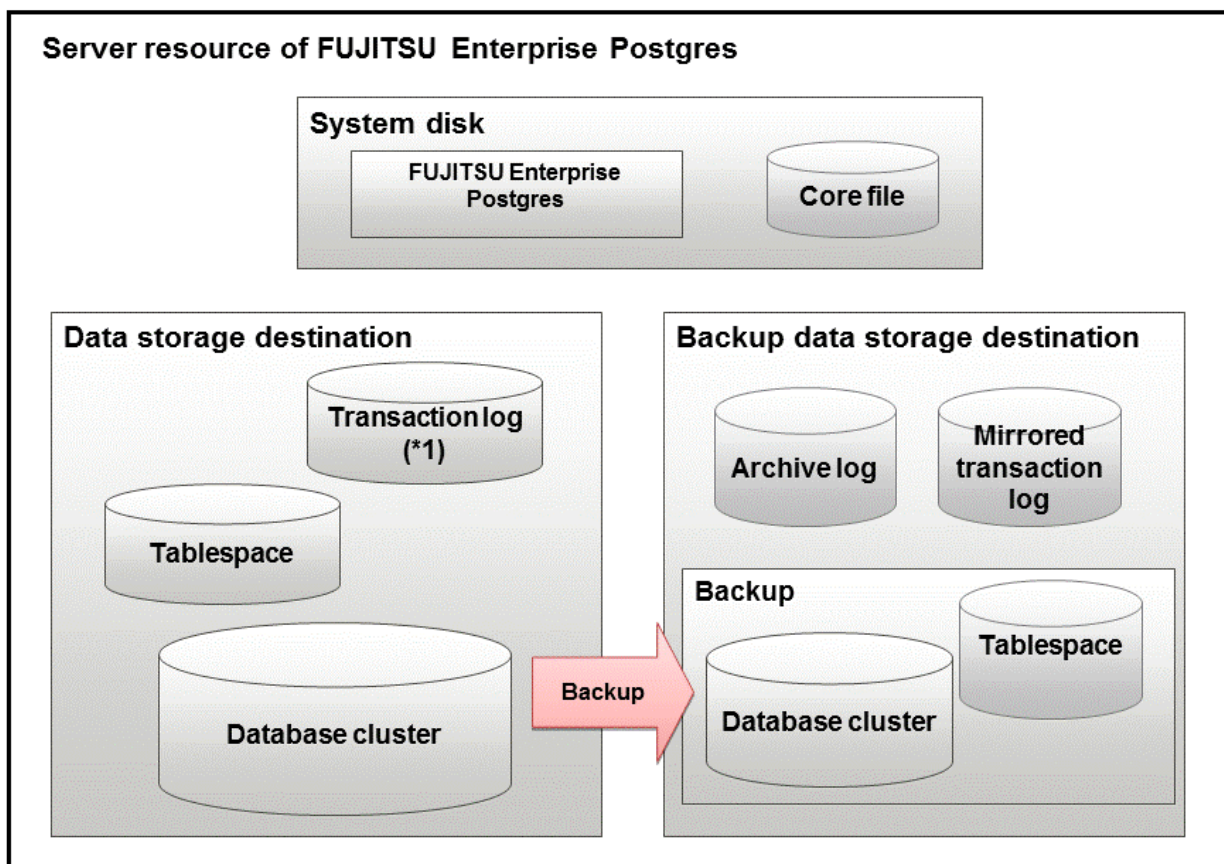 Server resource of FUJITSU Enterprise Postgres
System disk
FUJITSU Enterprise
Postgres
Core file
Data storage destination
Transaction log
(*1)
Tablespace
Database cluster
Backup
Backup data storage destination
Archive log
Mirrored
transaction
log
Backup
Tablespace
Database cluster